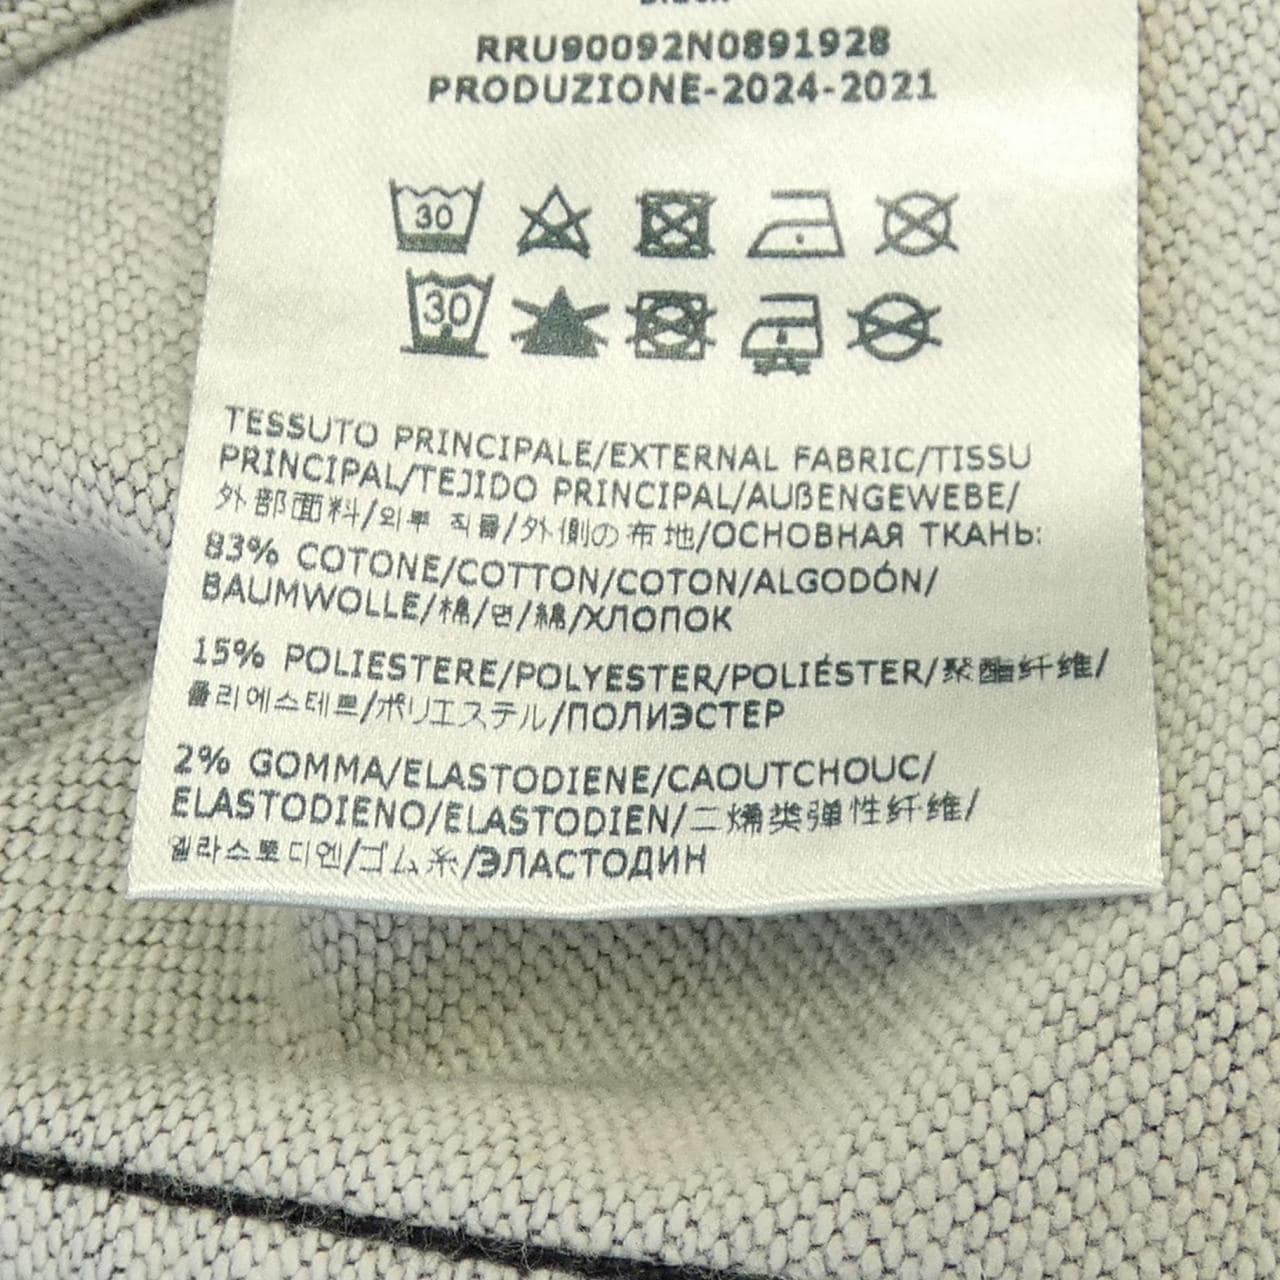 RRU90092N0891928
PRODUZIONE-2024-2021
30
30
TESSUTO PRINCIPALE/EXTERNAL FABRIC/TISSU
PRINCIPAL/TEJIDO PRINCIPAL/AUßENGEWEBE/
外部面料/외부 직물/外側の布地/ОСНОВНАЯ ТКАНЬ:
83% COTONE/COTTON/COTON/ALGODÓN/
BAUMWOLLE/棉/면/綿/ХЛОПОК
15% POLIESTERE/POLYESTER/POLIÉSTER/聚酯纤维/
폴리에스테르/ポリエステル/ПОЛИЭСТЕР
2% GOMMA/ELASTODIENE/CAOUTCHOUC/
ELASTODIENO/ELASTODIEN/二烯类弹性纤维/
엘라스토디엔/ゴム糸/ЭЛАСТОДИН